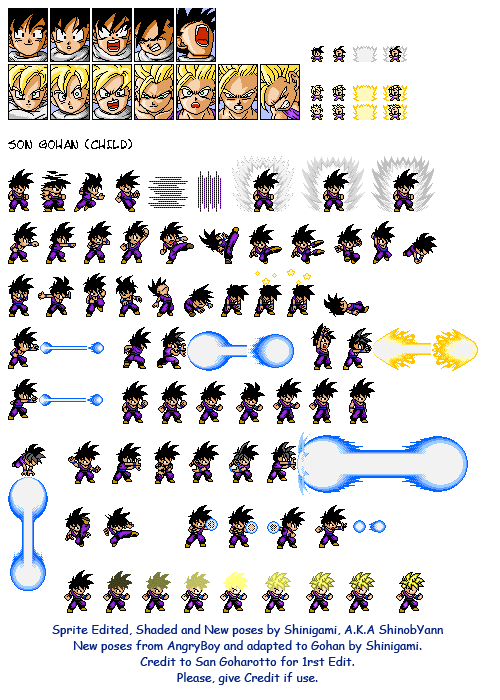 SON GOHAN (CHILD)
Sprite Edited, Shaded and New poses by Shinigami, A.K.A ShinobYann
New poses from AngryBoy and adapted to Gohan by Shinigami.
Credit to San Goharotto for 1rst Edit.
Please, give Credit if use.